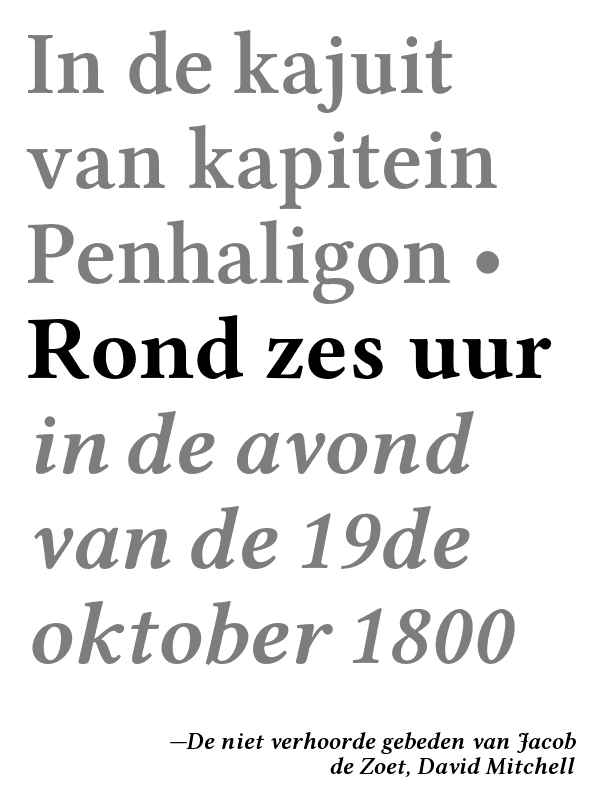 In de kajuit
van kapitein
Penhaligon •
Rond zes uur
in de avond
van de 19de
oktober 1800
—De niet verhoorde gebeden van Jacob
de Zoet, David Mitchell